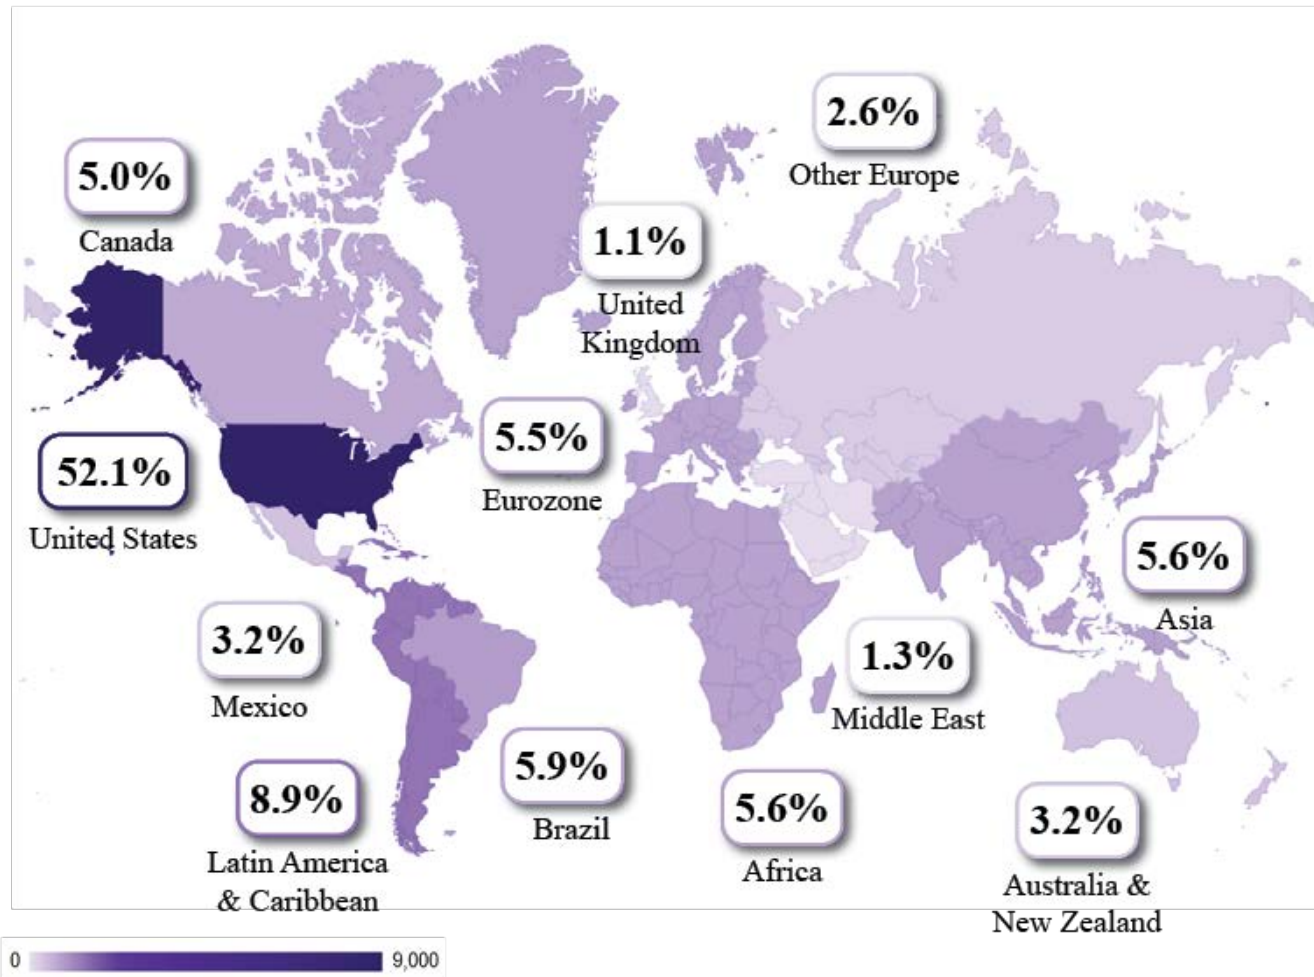 2.6%
Other Europe
5.0%
Canada
1.1%
United
Kingdom
52.1%
United States
5.5%
Eurozone
5.6%
Asia
3.2%
Mexico
1.3%
Middle East
5.9%
Brazil
8.9%
Latin America
& Caribbean
5.6%
Africa
3.2%
Australia &
New Zealand
0 9,000